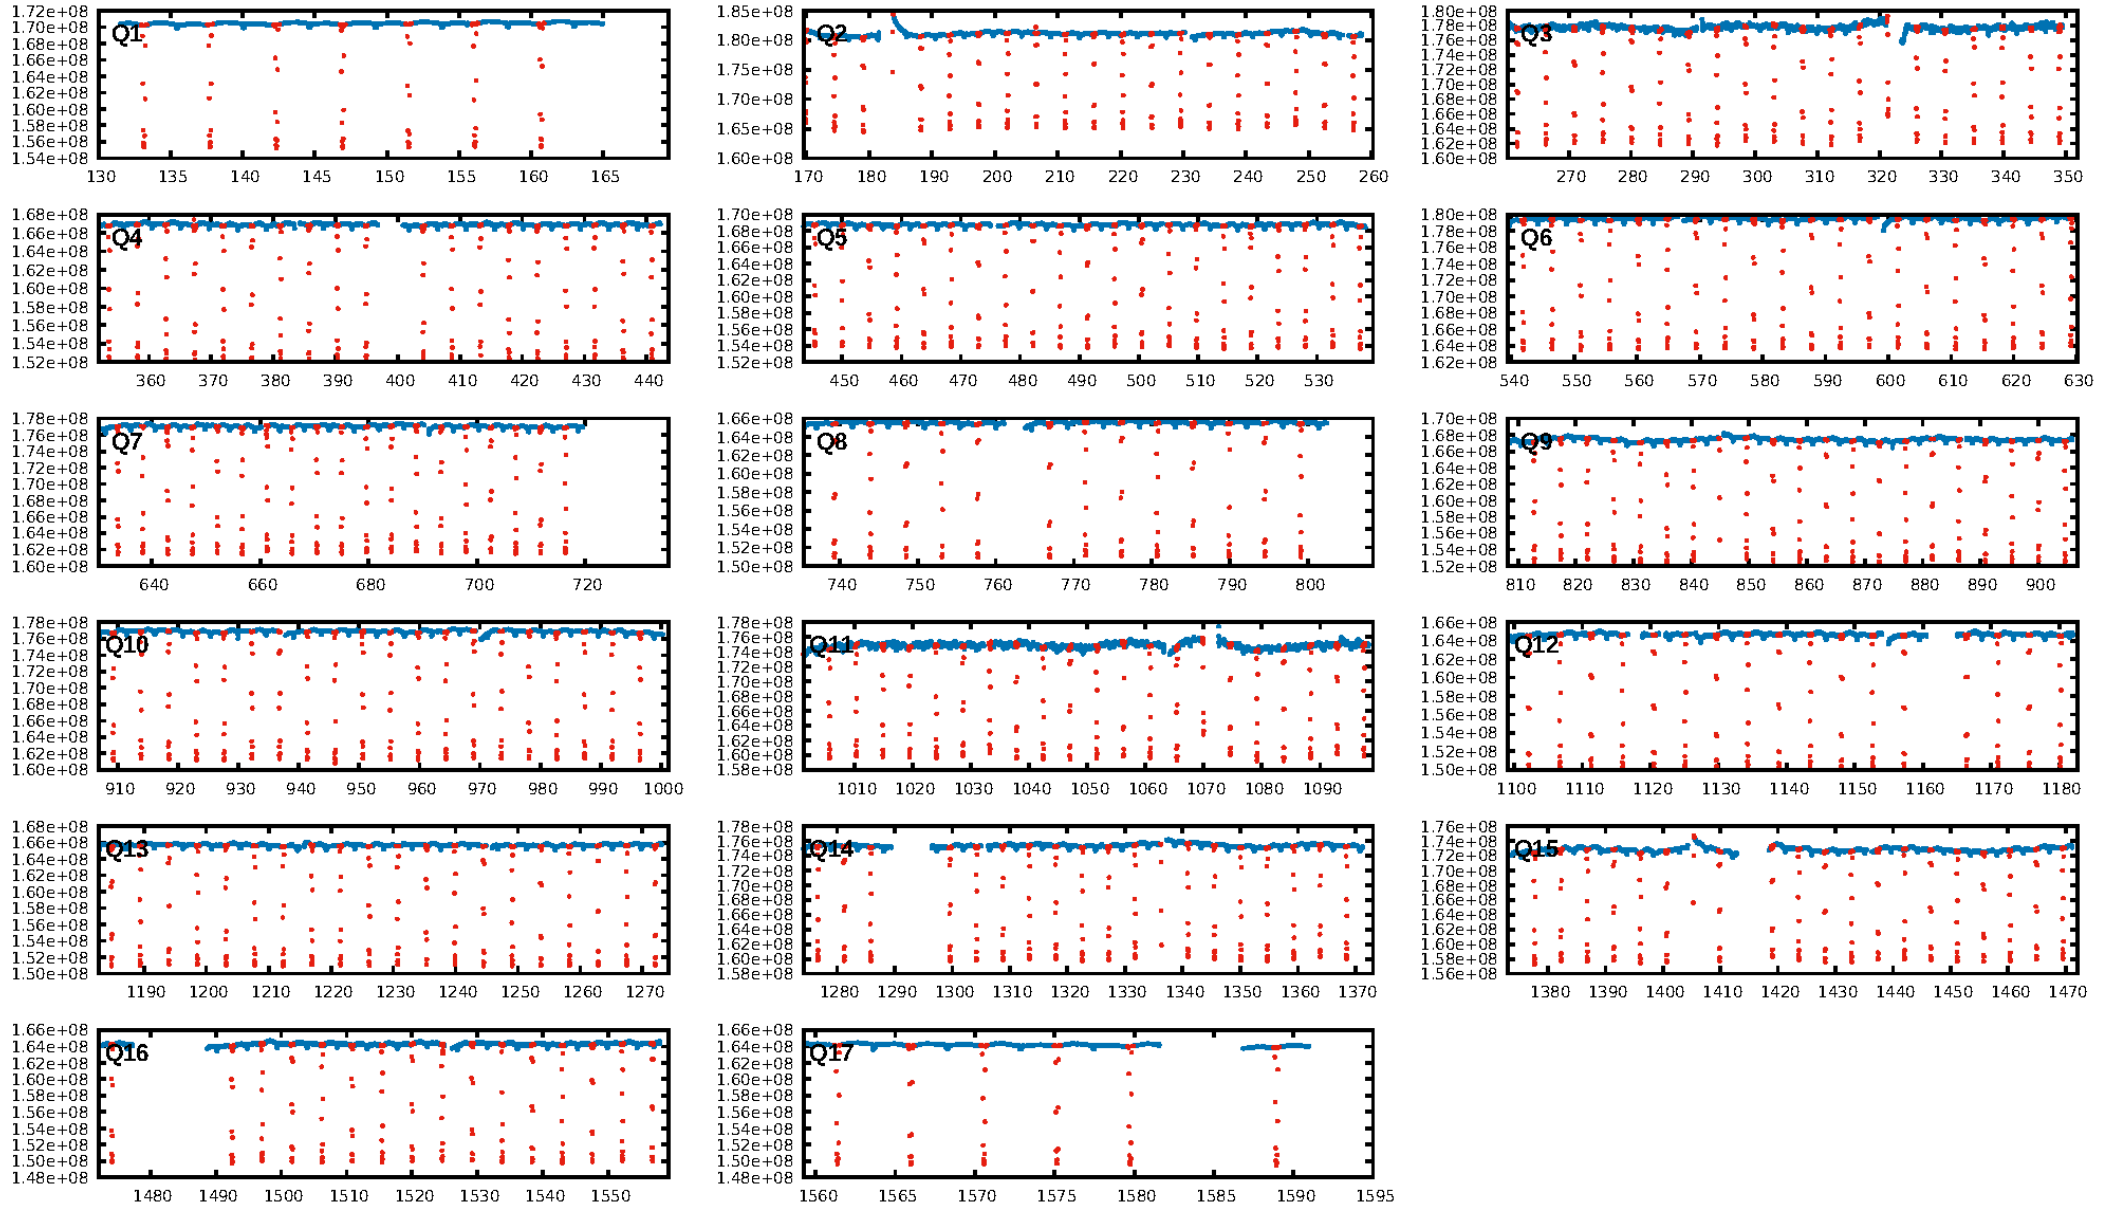 1.72e+08 1.70e+08 1.68e+08 1.66e+08 1.64e+08 1.62e+08 1.60e+08 1.58e+08 1.56e+08 1.54e+08
Q1
130 135 140 145 150 155 160 165
1.85e+08 1.80e+08 1.75e+08 1.70e+08 1.65e+08 1.60e+08
Q2
170 180 190 200 210 220 230 240 250 260
1.80e+08 1.78e+08 1.76e+08 1.74e+08 1.72e+08 1.70e+08 1.68e+08 1.66e+08 1.64e+08 1.62e+08 1.60e+08
Q3
270 280 290 300 310 320 330 340 350
1.68e+08 1.66e+08 1.64e+08 1.62e+08 1.60e+08 1.58e+08 1.56e+08 1.54e+08 1.52e+08
Q4
360 370 380 390 400 410 420 430 440
1.70e+08 1.68e+08 1.66e+08 1.64e+08 1.62e+08 1.60e+08 1.58e+08 1.56e+08 1.54e+08 1.52e+08
Q5
450 460 470 480 490 500 510 520 530
1.80e+08 1.78e+08 1.76e+08 1.74e+08 1.72e+08 1.70e+08 1.68e+08 1.66e+08 1.64e+08 1.62e+08
Q6
540 550 560 570 580 590 600 610 620 630
1.78e+08 1.76e+08 1.74e+08 1.72e+08 1.70e+08 1.68e+08 1.66e+08 1.64e+08 1.62e+08 1.60e+08
Q7
640 660 680 700 720
1.66e+08 1.64e+08 1.62e+08 1.60e+08 1.58e+08 1.56e+08 1.54e+08 1.52e+08 1.50e+08
Q8
740 750 760 770 780 790 800
1.70e+08 1.68e+08 1.66e+08 1.64e+08 1.62e+08 1.60e+08 1.58e+08 1.56e+08 1.54e+08 1.52e+08
Q9
810 820 830 840 850 860 870 880 890 900
1.78e+08 1.76e+08 1.74e+08 1.72e+08 1.70e+08 1.68e+08 1.66e+08 1.64e+08 1.62e+08 1.60e+08
Q10
910 920 930 940 950 960 970 980 990 1000
1.78e+08 1.76e+08 1.74e+08 1.72e+08 1.70e+08 1.68e+08 1.66e+08 1.64e+08 1.62e+08 1.60e+08 1.58e+08
Q11
1010 1020 1030 1040 1050 1060 1070 1080 1090
1.66e+08 1.64e+08 1.62e+08 1.60e+08 1.58e+08 1.56e+08 1.54e+08 1.52e+08 1.50e+08
Q12
1100 1110 1120 1130 1140 1150 1160 1170 1180
1.68e+08 1.66e+08 1.64e+08 1.62e+08 1.60e+08 1.58e+08 1.56e+08 1.54e+08 1.52e+08 1.50e+08
Q13
1190 1200 1210 1220 1230 1240 1250 1260 1270
1.78e+08 1.76e+08 1.74e+08 1.72e+08 1.70e+08 1.68e+08 1.66e+08 1.64e+08 1.62e+08 1.60e+08 1.58e+08
Q14
1280 1290 1300 1310 1320 1330 1340 1350 1360 1370
1.76e+08 1.74e+08 1.72e+08 1.70e+08 1.68e+08 1.66e+08 1.64e+08 1.62e+08 1.60e+08 1.58e+08 1.56e+08
Q15
1380 1390 1400 1410 1420 1430 1440 1450 1460 1470
1.66e+08 1.64e+08 1.62e+08 1.60e+08 1.58e+08 1.56e+08 1.54e+08 1.52e+08 1.50e+08 1.48e+08
Q16
1480 1490 1500 1510 1520 1530 1540 1550
1.66e+08 1.64e+08 1.62e+08 1.60e+08 1.58e+08 1.56e+08 1.54e+08 1.52e+08 1.50e+08 1.48e+08
Q17
1560 1565 1570 1575 1580 1585 1590 1595